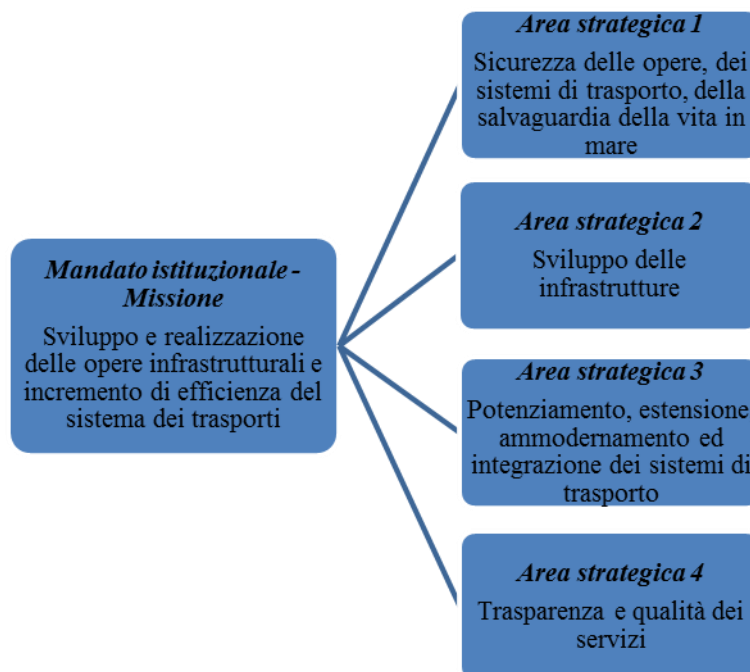 Mandato istituzionale -
Missione
Sviluppo e realizzazione
delle opere infrastrutturali e
incremento di efficienza del
sistema dei trasporti
Area strategica 1
Sicurezza delle opere, dei
sistemi di trasporto, della
salvaguardia della vita in
mare
Area strategica 2
Sviluppo delle
infrastrutture
Area strategica 3
Potenziamento, estensione
ammodernamento ed
integrazione dei sistemi di
trasporto
Area strategica 4
Trasparenza e qualità dei
servizi